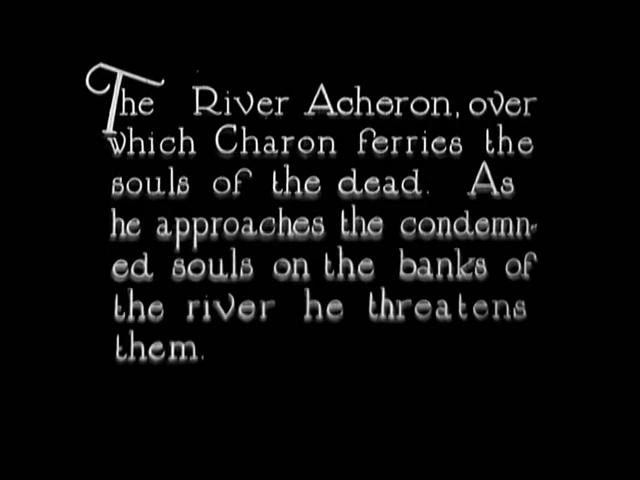 The River Acheron, over
which Charon ferries the
souls of the dead. As
he approaches the condemn-
ed souls on the banks of
the river he threatens
them.